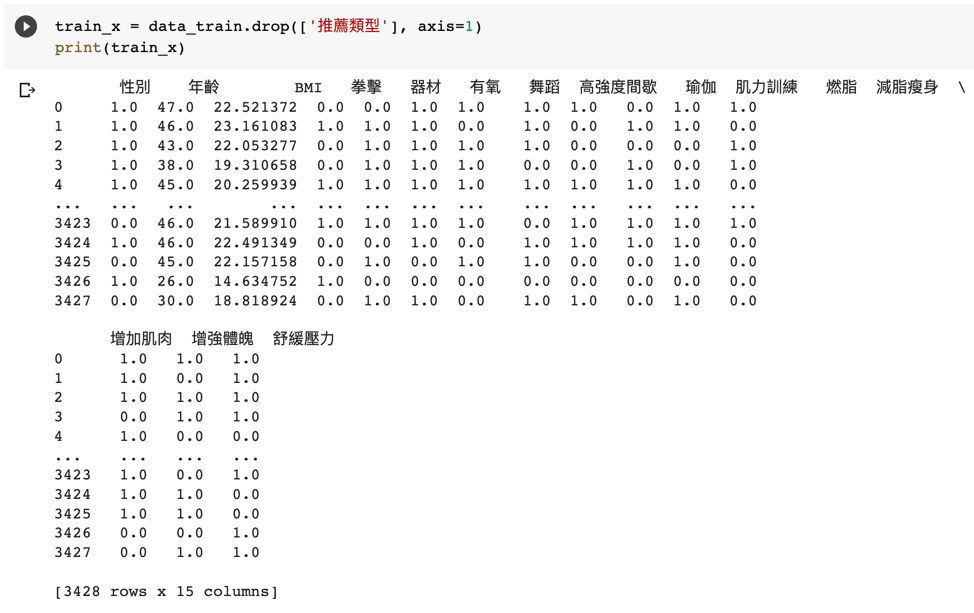 train_x = data_train.drop(['推薦類型'], axis=1)
print(train_x)
性別 年齡 BMI 拳擊 器材 有氧 舞蹈 高強度間歇 瑜伽 肌力訓練 燃脂 減脂瘦身 \
0 1.0 47.0 22.521372 0.0 0.0 1.0 1.0 1.0 1.0 0.0 1.0 1.0
1 1.0 46.0 23.161083 1.0 1.0 1.0 0.0 1.0 0.0 1.0 1.0 0.0
2 1.0 43.0 22.053277 0.0 1.0 1.0 1.0 1.0 0.0 0.0 0.0 1.0
3 1.0 38.0 19.310658 0.0 1.0 1.0 1.0 0.0 0.0 1.0 0.0 1.0
4 1.0 45.0 20.259939 1.0 1.0 1.0 1.0 1.0 1.0 1.0 1.0 0.0
... ... ... ... ... ... ... ... ... ... ... ... ...
3423 0.0 46.0 21.589910 1.0 1.0 1.0 1.0 0.0 1.0 1.0 1.0 1.0
3424 1.0 46.0 22.491349 0.0 0.0 1.0 0.0 1.0 1.0 1.0 1.0 0.0
3425 0.0 45.0 22.157158 0.0 1.0 0.0 1.0 1.0 0.0 0.0 1.0 0.0
3426 1.0 26.0 14.634752 1.0 0.0 0.0 0.0 0.0 0.0 0.0 0.0 0.0
3427 0.0 30.0 18.818924 0.0 1.0 1.0 0.0 1.0 1.0 0.0 1.0 0.0
增加肌肉 增強體魄 舒緩壓力
0 1.0 1.0 1.0
1 1.0 0.0 1.0
2 1.0 1.0 1.0
3 0.0 1.0 1.0
4 1.0 0.0 0.0
... ... ... ...
3423 1.0 0.0 1.0
3424 1.0 1.0 0.0
3425 1.0 1.0 0.0
3426 0.0 0.0 1.0
3427 0.0 1.0 1.0
[3428 rows x 15 columns]